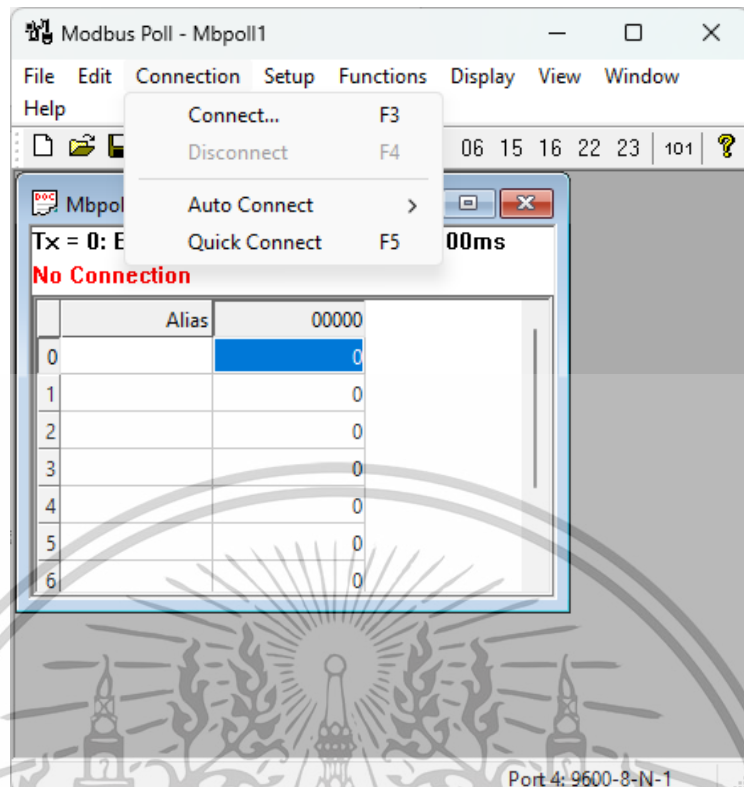 Modbus Poll - Mbpoll1
File Edit Connection Setup Functions Display View Window
Help
Connect... F3
Disconnect F4
Auto Connect
Quick Connect F5
06 15 16 22 23 101
Tx = 0: 00ms
No Connection
Alias 00000
0 0
1 0
2 0
3 0
4 0
5 0
6 0
Port 4: 9600-8-N-1